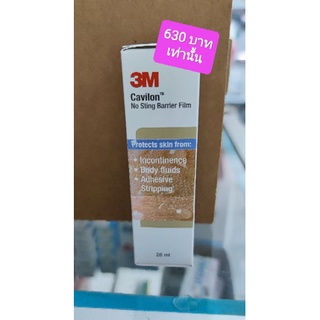 630 บาท
เท่านั้น
3M
Cavilon™
No Sting Barrier Film
Protects skin from:
• Incontinency
• Body fluids
• Adhesive
Stripping
28 ml